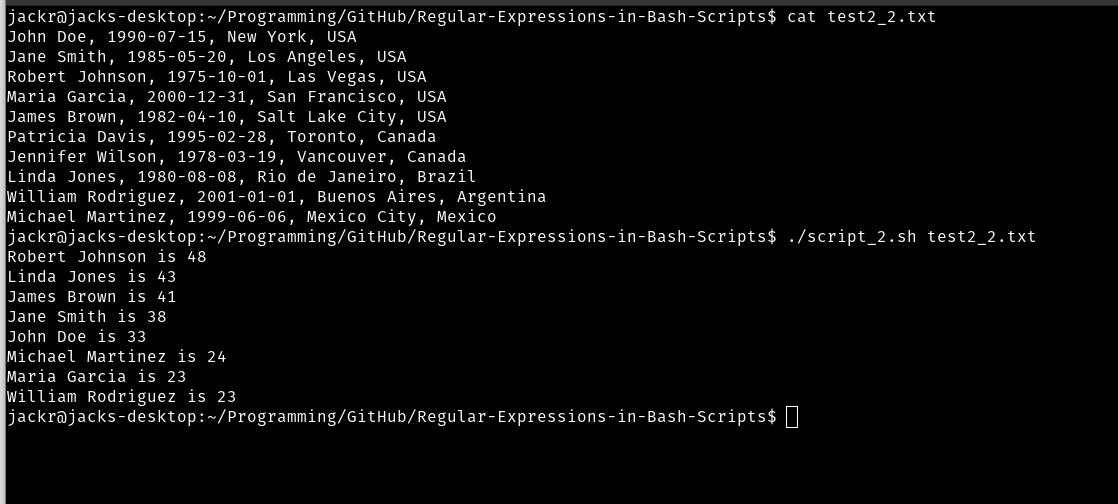 jackr@jacks-desktop:~/Programming/GitHub/Regular-Expressions-in-Bash-Scripts$ cat test2_2.txt
John Doe, 1990-07-15, New York, USA
Jane Smith, 1985-05-20, Los Angeles, USA
Robert Johnson, 1975-10-01, Las Vegas, USA
Maria Garcia, 2000-12-31, San Francisco, USA
James Brown, 1982-04-10, Salt Lake City, USA
Patricia Davis, 1995-02-28, Toronto, Canada
Jennifer Wilson, 1978-03-19, Vancouver, Canada
Linda Jones, 1980-08-08, Rio de Janeiro, Brazil
William Rodriguez, 2001-01-01, Buenos Aires, Argentina
Michael Martinez, 1999-06-06, Mexico City, Mexico
jackr@jacks-desktop:~/Programming/GitHub/Regular-Expressions-in-Bash-Scripts$ ./script_2.sh test2_2.txt
Robert Johnson is 48
Linda Jones is 43
James Brown is 41
Jane Smith is 38
John Doe is 33
Michael Martinez is 24
Maria Garcia is 23
William Rodriguez is 23
jackr@jacks-desktop:~/Programming/GitHub/Regular-Expressions-in-Bash-Scripts$